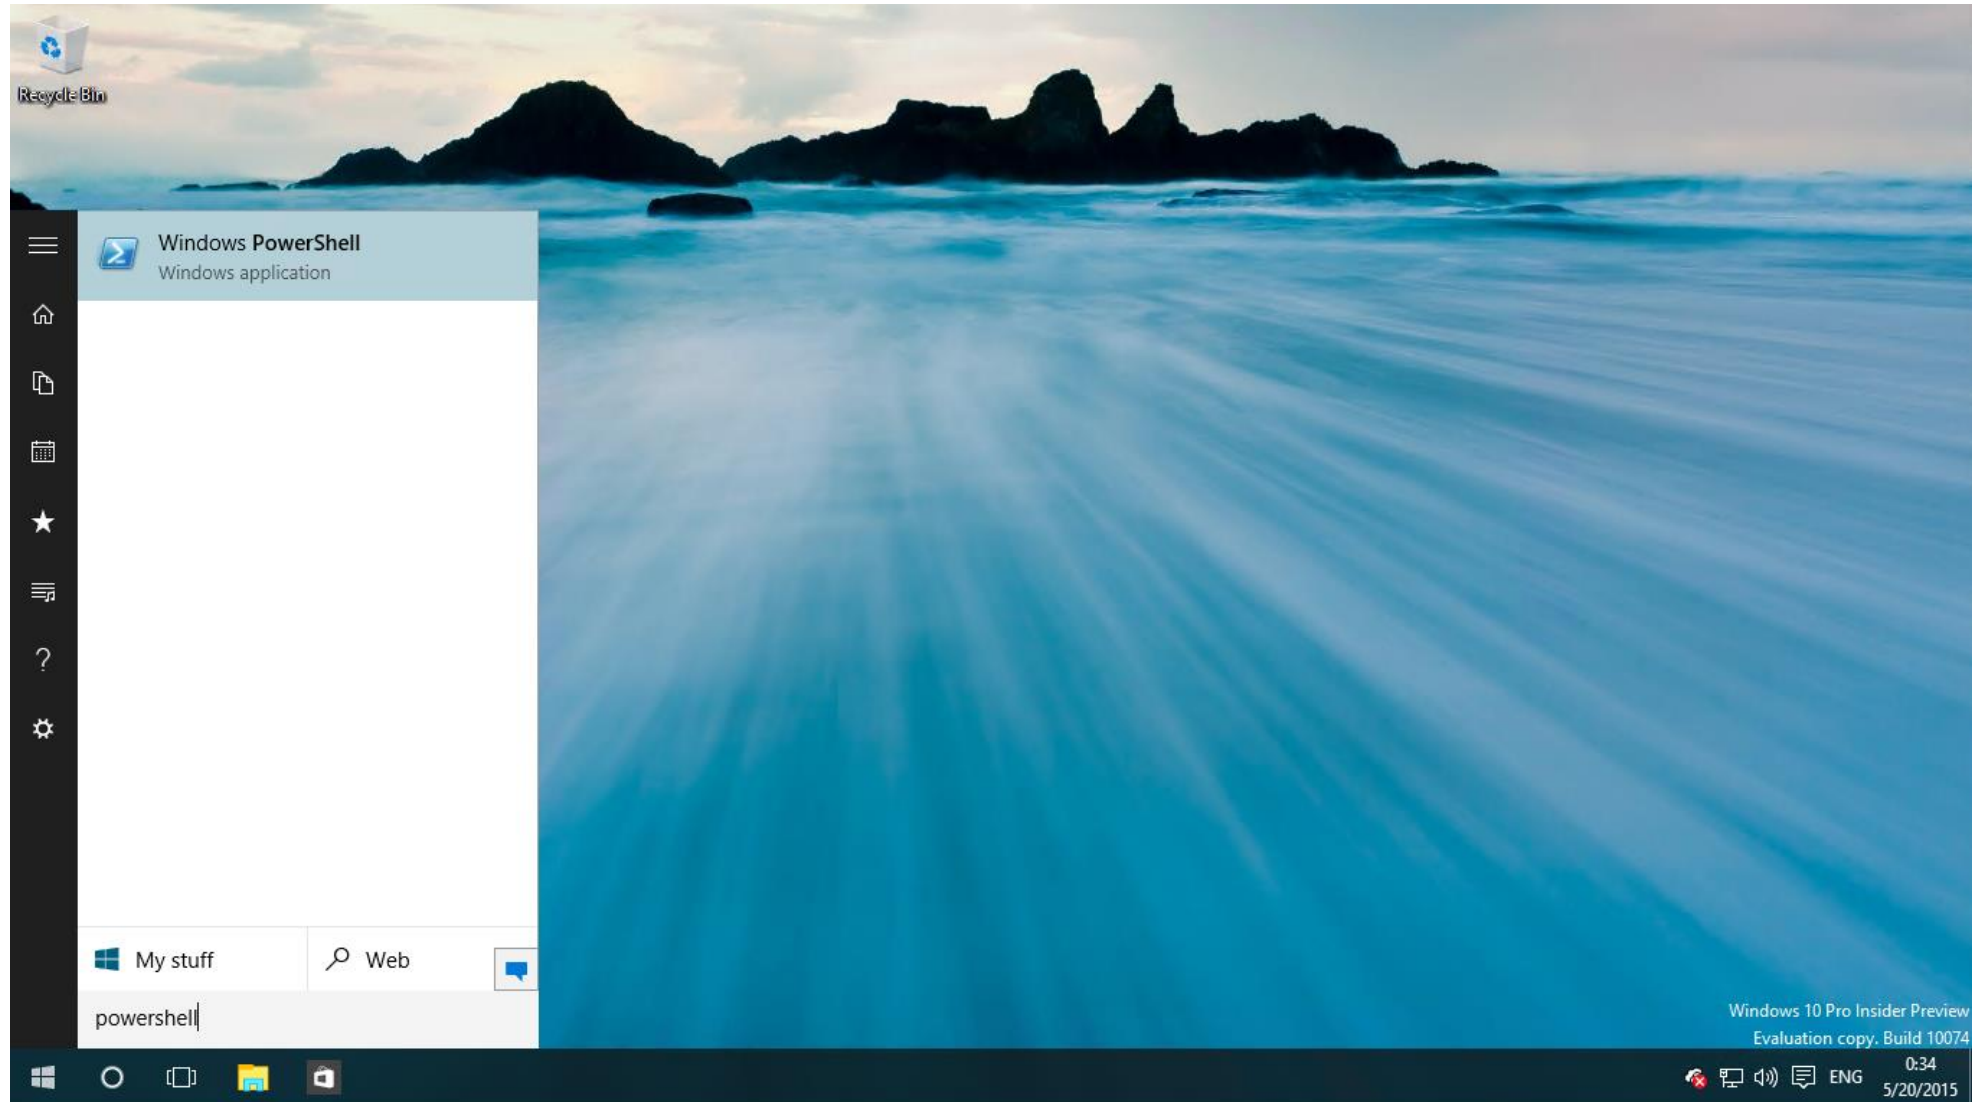 Recycle Bin
Windows PowerShell
Windows application
My stuff
Web
powershell
Windows 10 Pro Insider Preview
Evaluation copy. Build 10074
ENG
0:34
5/20/2015